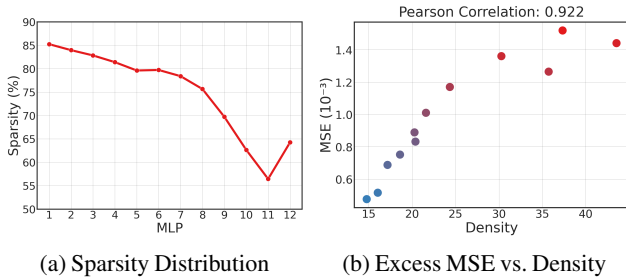 90
85
80
75
70
65
60
55
50
Sparsity (%)
1 2 3 4 5 6 7 8 9 10 11 12
MLP
(a) Sparsity Distribution
Pearson Correlation: 0.922
1.4
1.2
1.0
0.8
0.6
MSE (10⁻³)
15 20 25 30 35 40
Density
(b) Excess MSE vs. Density